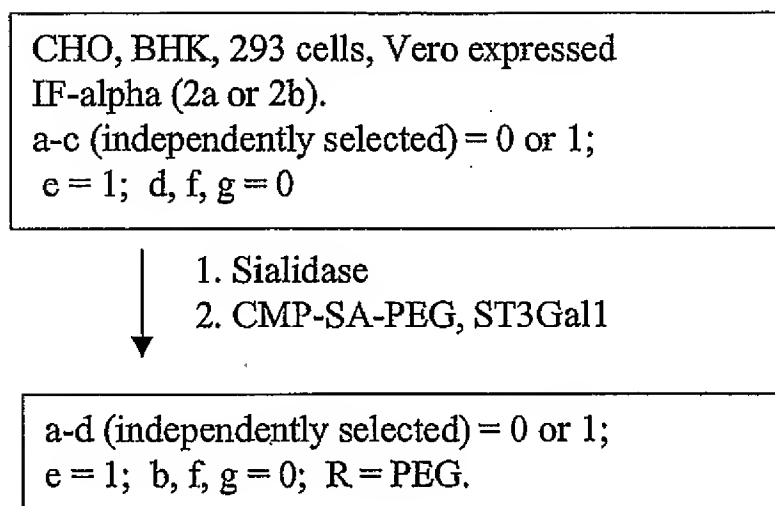 CHO, BHK, 293 cells, Vero expressed
IF-alpha (2a or 2b).
a-c (independently selected) = 0 or 1;
e = 1; d, f, g = 0
1. Sialidase
2. CMP-SA-PEG, ST3Gal1
a-d (independently selected) = 0 or 1;
e = 1; b, f, g = 0; R = PEG.